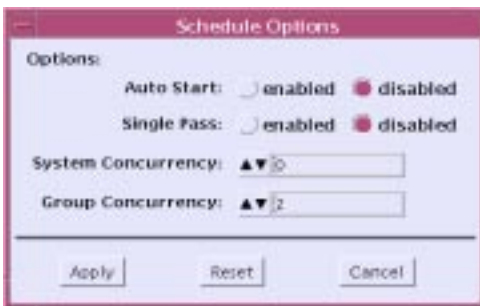 Schedule Options
Options:
Auto Start: enabled disabled
Single Pass: enabled disabled
System Concurrency: 0
Group Concurrency: 2
Apply Reset Cancel